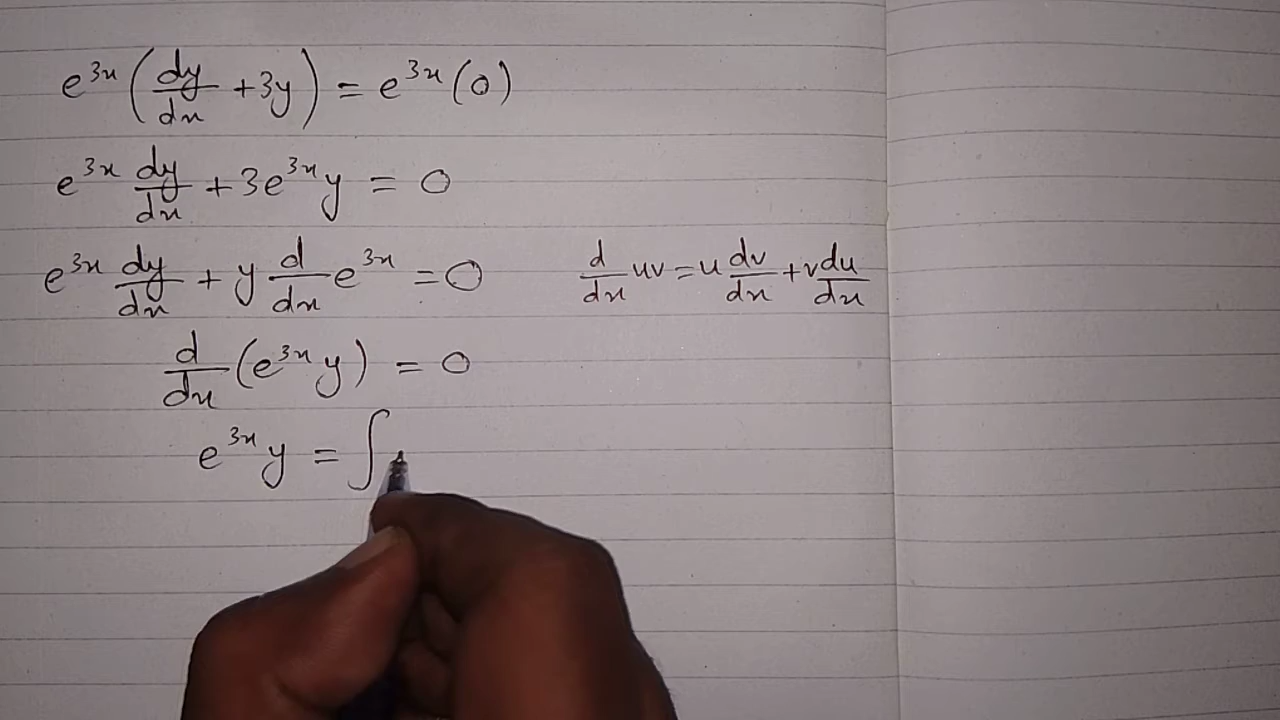 e^{3x} (dy/dx + 3y) = e^{3x} (0)
e^{3x} dy/dx + 3e^{3x} y = 0
e^{3x} dy/dx + y d/dx e^{3x} = 0
d/dx uv = u dv/dx + v du/dx
d/dx (e^{3x} y) = 0
e^{3x} y = ∫